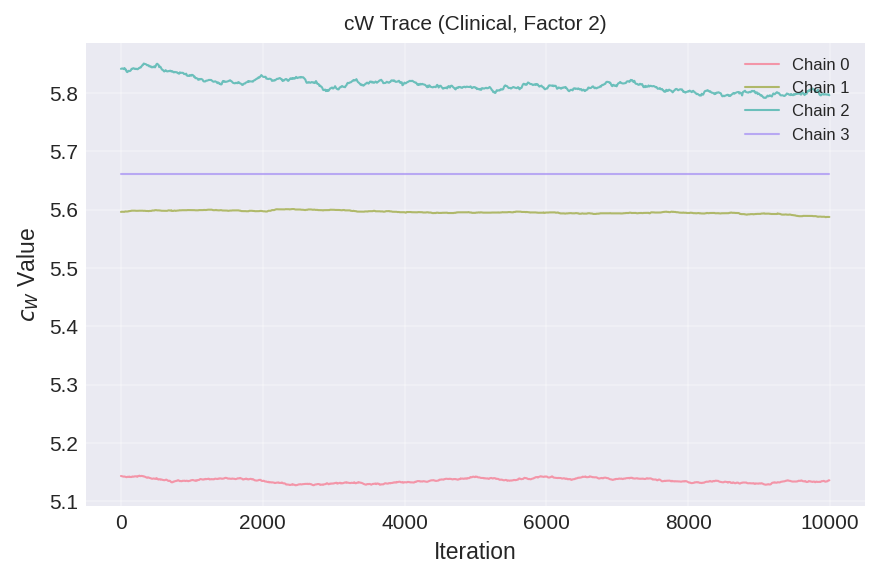 cW Trace (Clinical, Factor 2)
Chain 0
Chain 1
Chain 2
Chain 3
5.8
5.7
5.6
5.5
5.4
5.3
5.2
5.1
cW Value
0 2000 4000 6000 8000 10000
Iteration